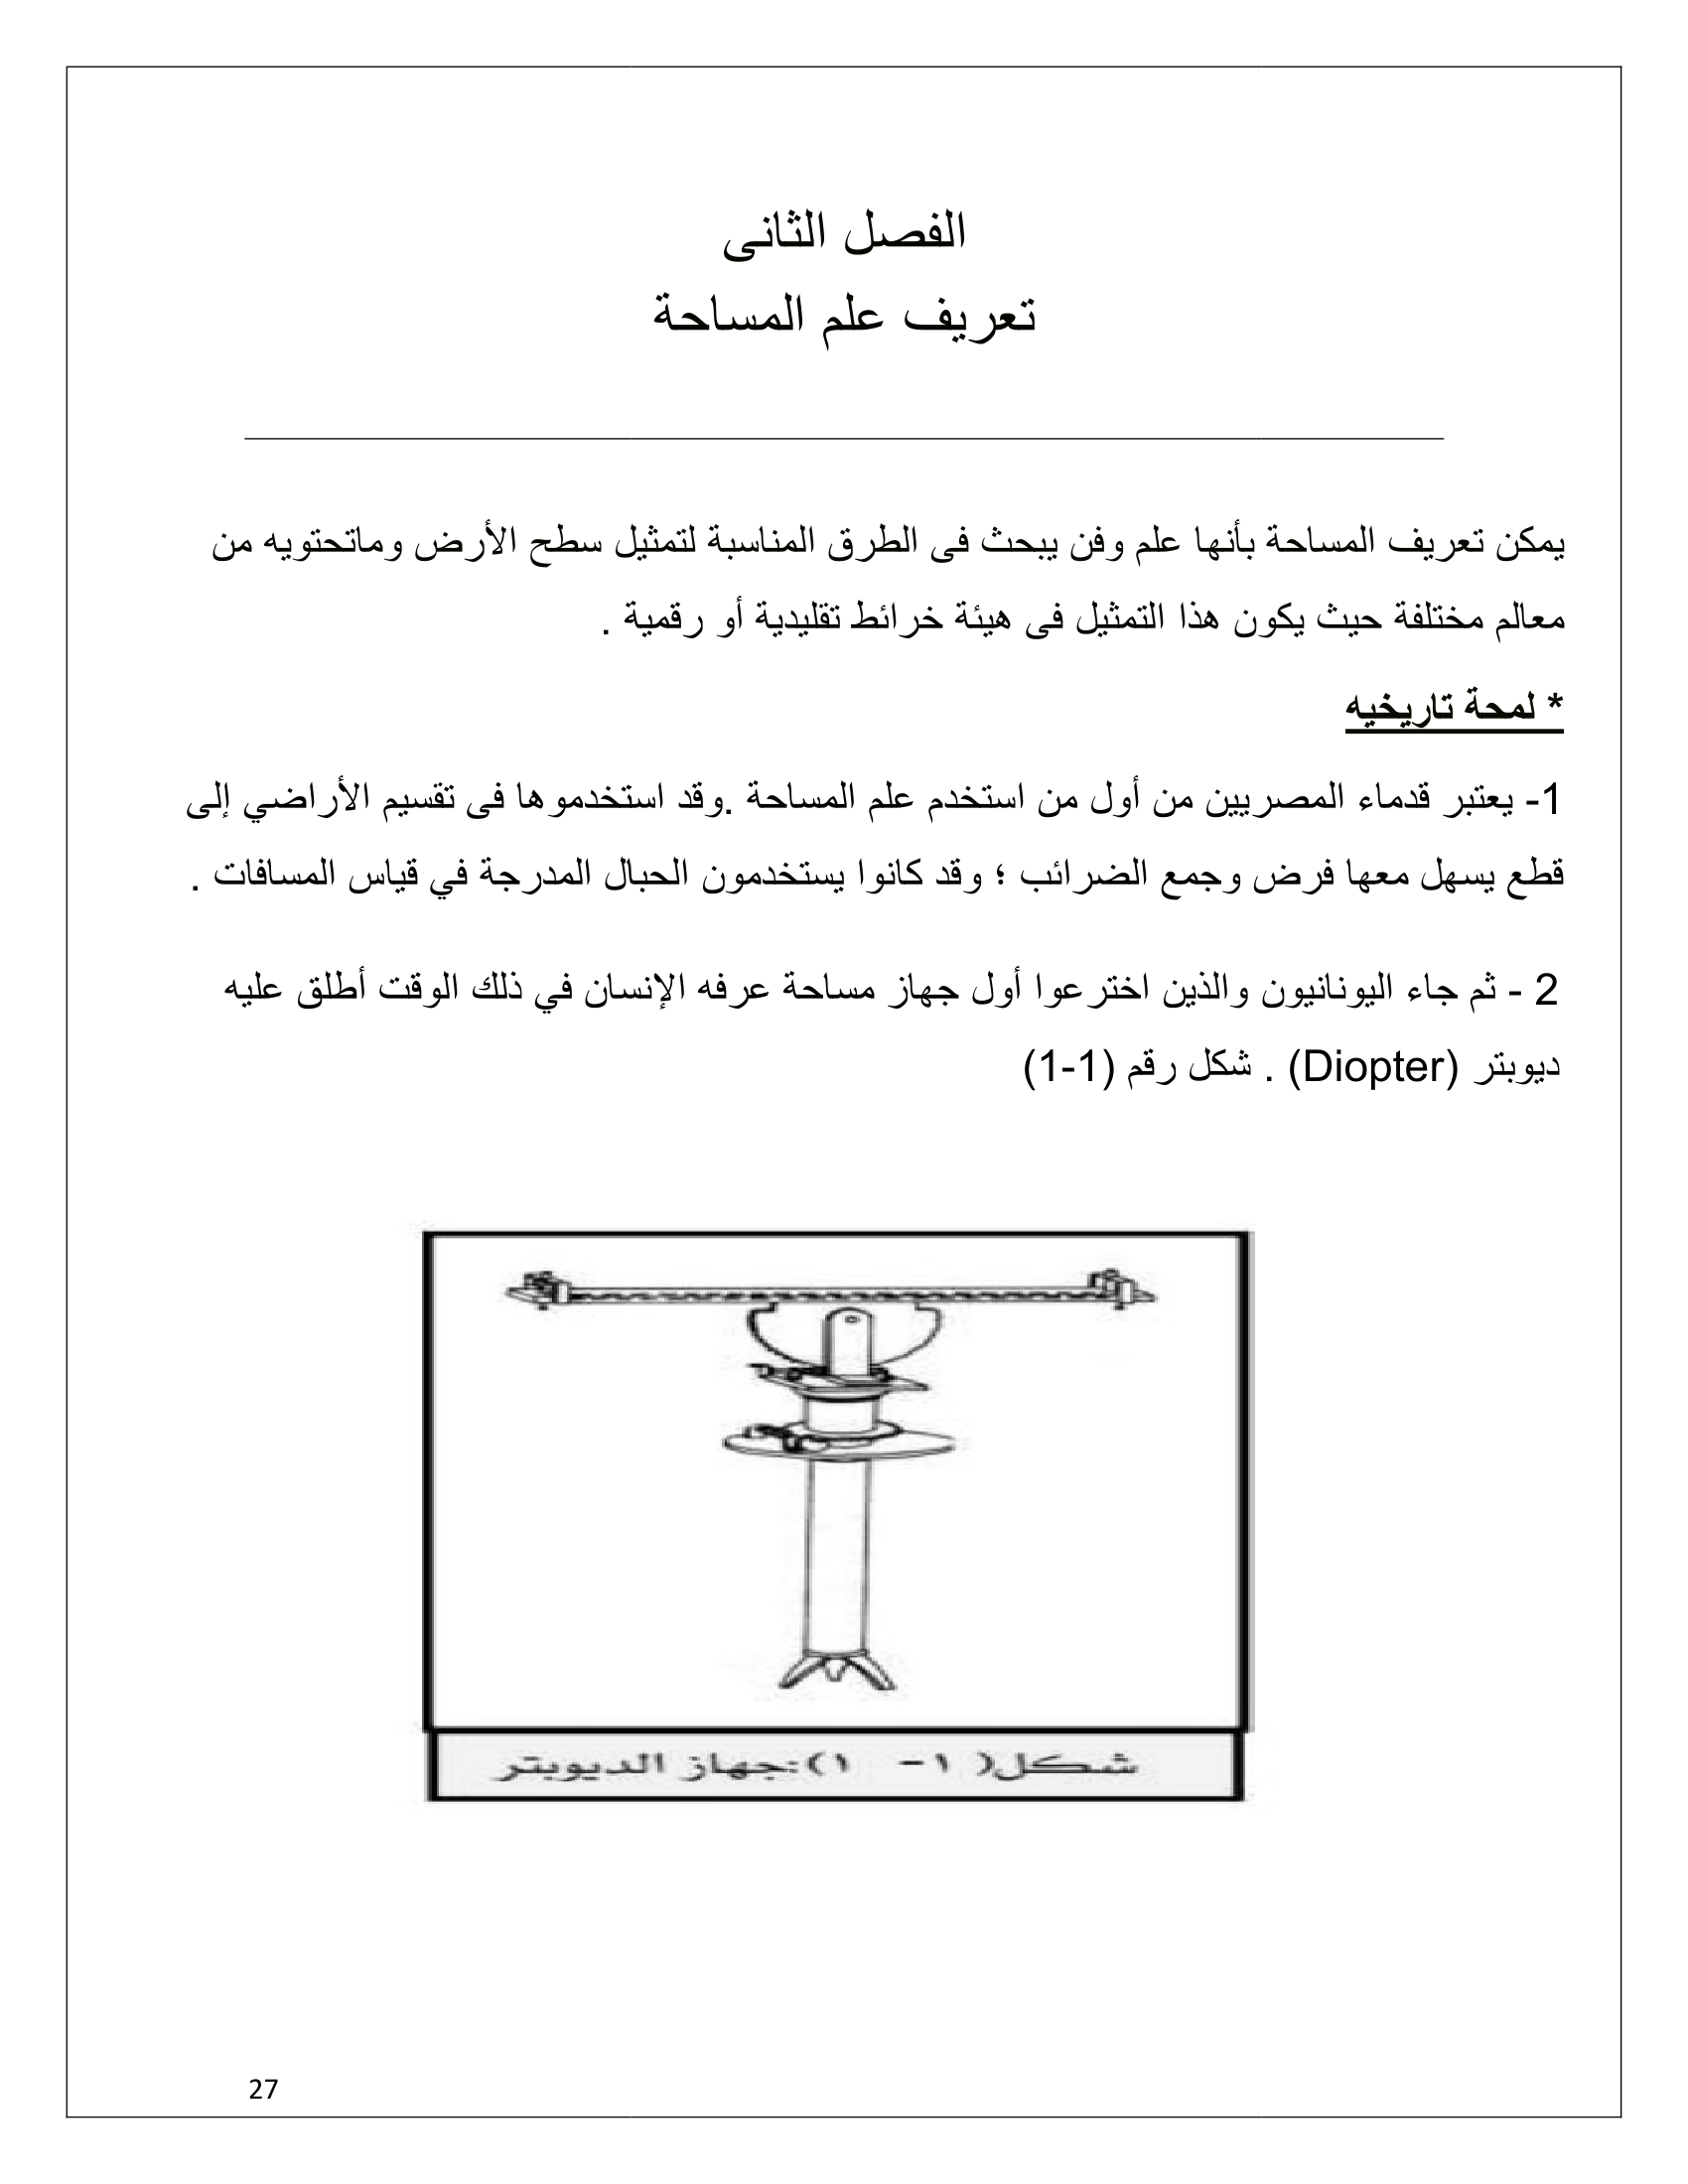 الفصل الثانى
تعريف علم المساحة
يمكن تعريف المساحة بأنها علم وفن يبحث فى الطرق المناسبة لتمثيل سطح الأرض وماتحتويه من
معالم مختلفة حيث يكون هذا التمثيل فى هيئة خرائط تقليدية أو رقمية .
* لمحة تاريخيه
1- يعتبر قدماء المصريين من أول من استخدم علم المساحة .وقد استخدموها فى تقسيم الأراضي إلى
قطع يسهل معها فرض وجمع الضرائب ؛ وقد كانوا يستخدمون الحبال المدرجة في قياس المسافات .
2 - ثم جاء اليونانيون والذين اخترعوا أول جهاز مساحة عرفه الإنسان في ذلك الوقت أطلق عليه
ديوبتر (Diopter) . شكل رقم (1-1)
شكل( ١- ١):جهاز الديوبتر
27